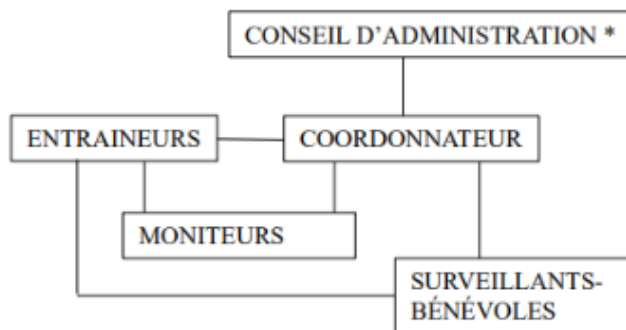 CONSEIL D'ADMINISTRATION *
ENTRAINEURS
COORDONNATEUR
MONITEURS
SURVEILLANTS-
BÉNÉVOLES